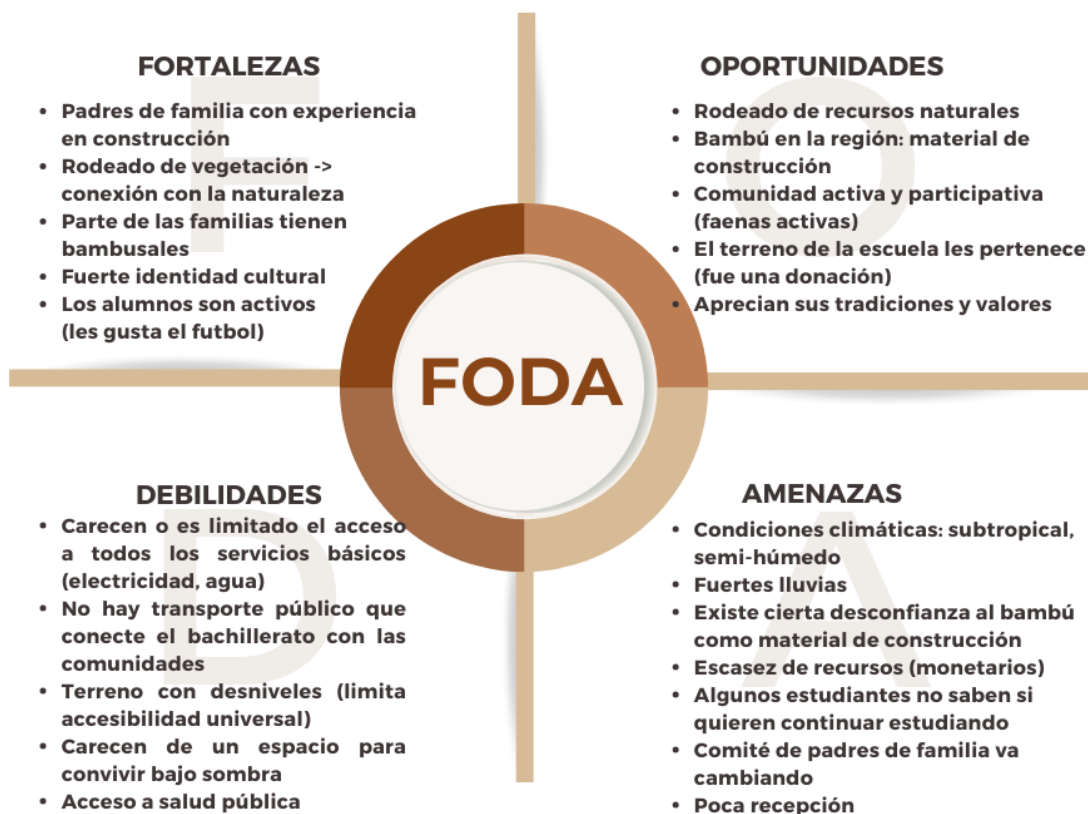 FORTALEZAS
• Padres de familia con experiencia
en construcción
• Rodeado de vegetación ->
conexión con la naturaleza
• Parte de las familias tienen
bambusales
• Fuerte identidad cultural
• Los alumnos son activos
(les gusta el futbol)
OPORTUNIDADES
• Rodeado de recursos naturales
• Bambú en la región: material de
construcción
• Comunidad activa y participativa
(faenas activas)
• El terreno de la escuela les pertenece
(fue una donación)
• Aprecian sus tradiciones y valores
FODA
DEBILIDADES
• Carecen o es limitado el acceso
a todos los servicios básicos
(electricidad, agua)
• No hay transporte público que
conecte el bachillerato con las
comunidades
• Terreno con desniveles (limita
accesibilidad universal)
• Carecen de un espacio para
convivir bajo sombra
• Acceso a salud pública
AMENAZAS
• Condiciones climáticas: subtropical,
semi-húmedo
• Fuertes lluvias
• Existe cierta desconfianza al bambú
como material de construcción
• Escasez de recursos (monetarios)
• Algunos estudiantes no saben si
quieren continuar estudiando
• Comité de padres de familia va
cambiando
• Poca recepción
F
O
D
A